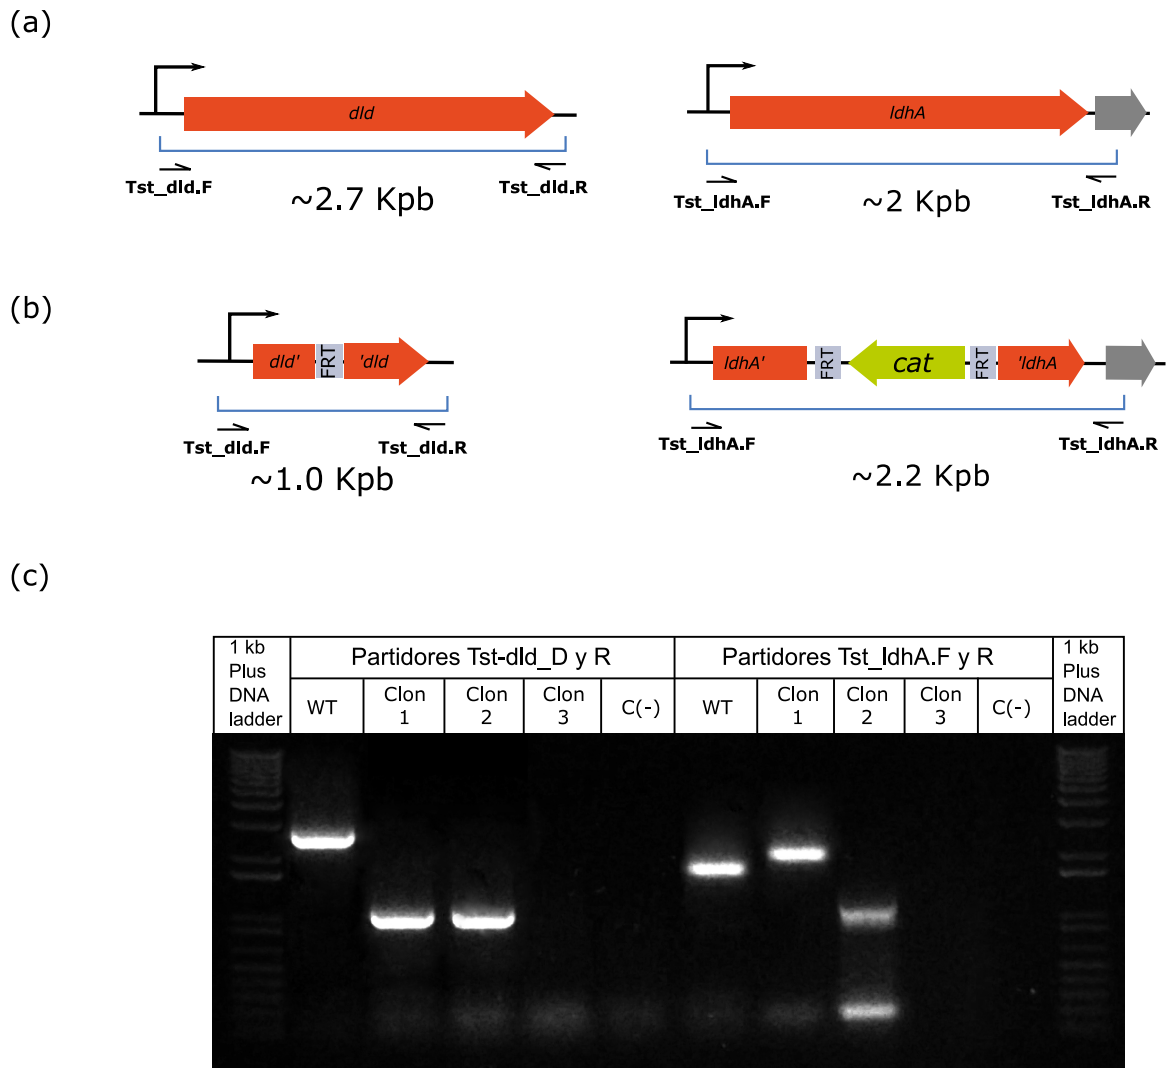 (a)
dld
ldhA
Tst_dld.F
Tst_dld.R
~2.7 Kpb
Tst_ldhA.F
Tst_ldhA.R
~2 Kpb
(b)
dld'
FRT
'dld
ldhA'
FRT
cat
FRT
'ldhA
Tst_dld.F
Tst_dld.R
~1.0 Kpb
Tst_ldhA.F
Tst_ldhA.R
~2.2 Kpb
(c)
1 kb
Plus
DNA
ladder
Partidores Tst-dld_D y R
Partidores Tst_ldhA.F y R
1 kb
Plus
DNA
ladder
WT
Clon
1
Clon
2
Clon
3
C(-)
WT
Clon
1
Clon
2
Clon
3
C(-)